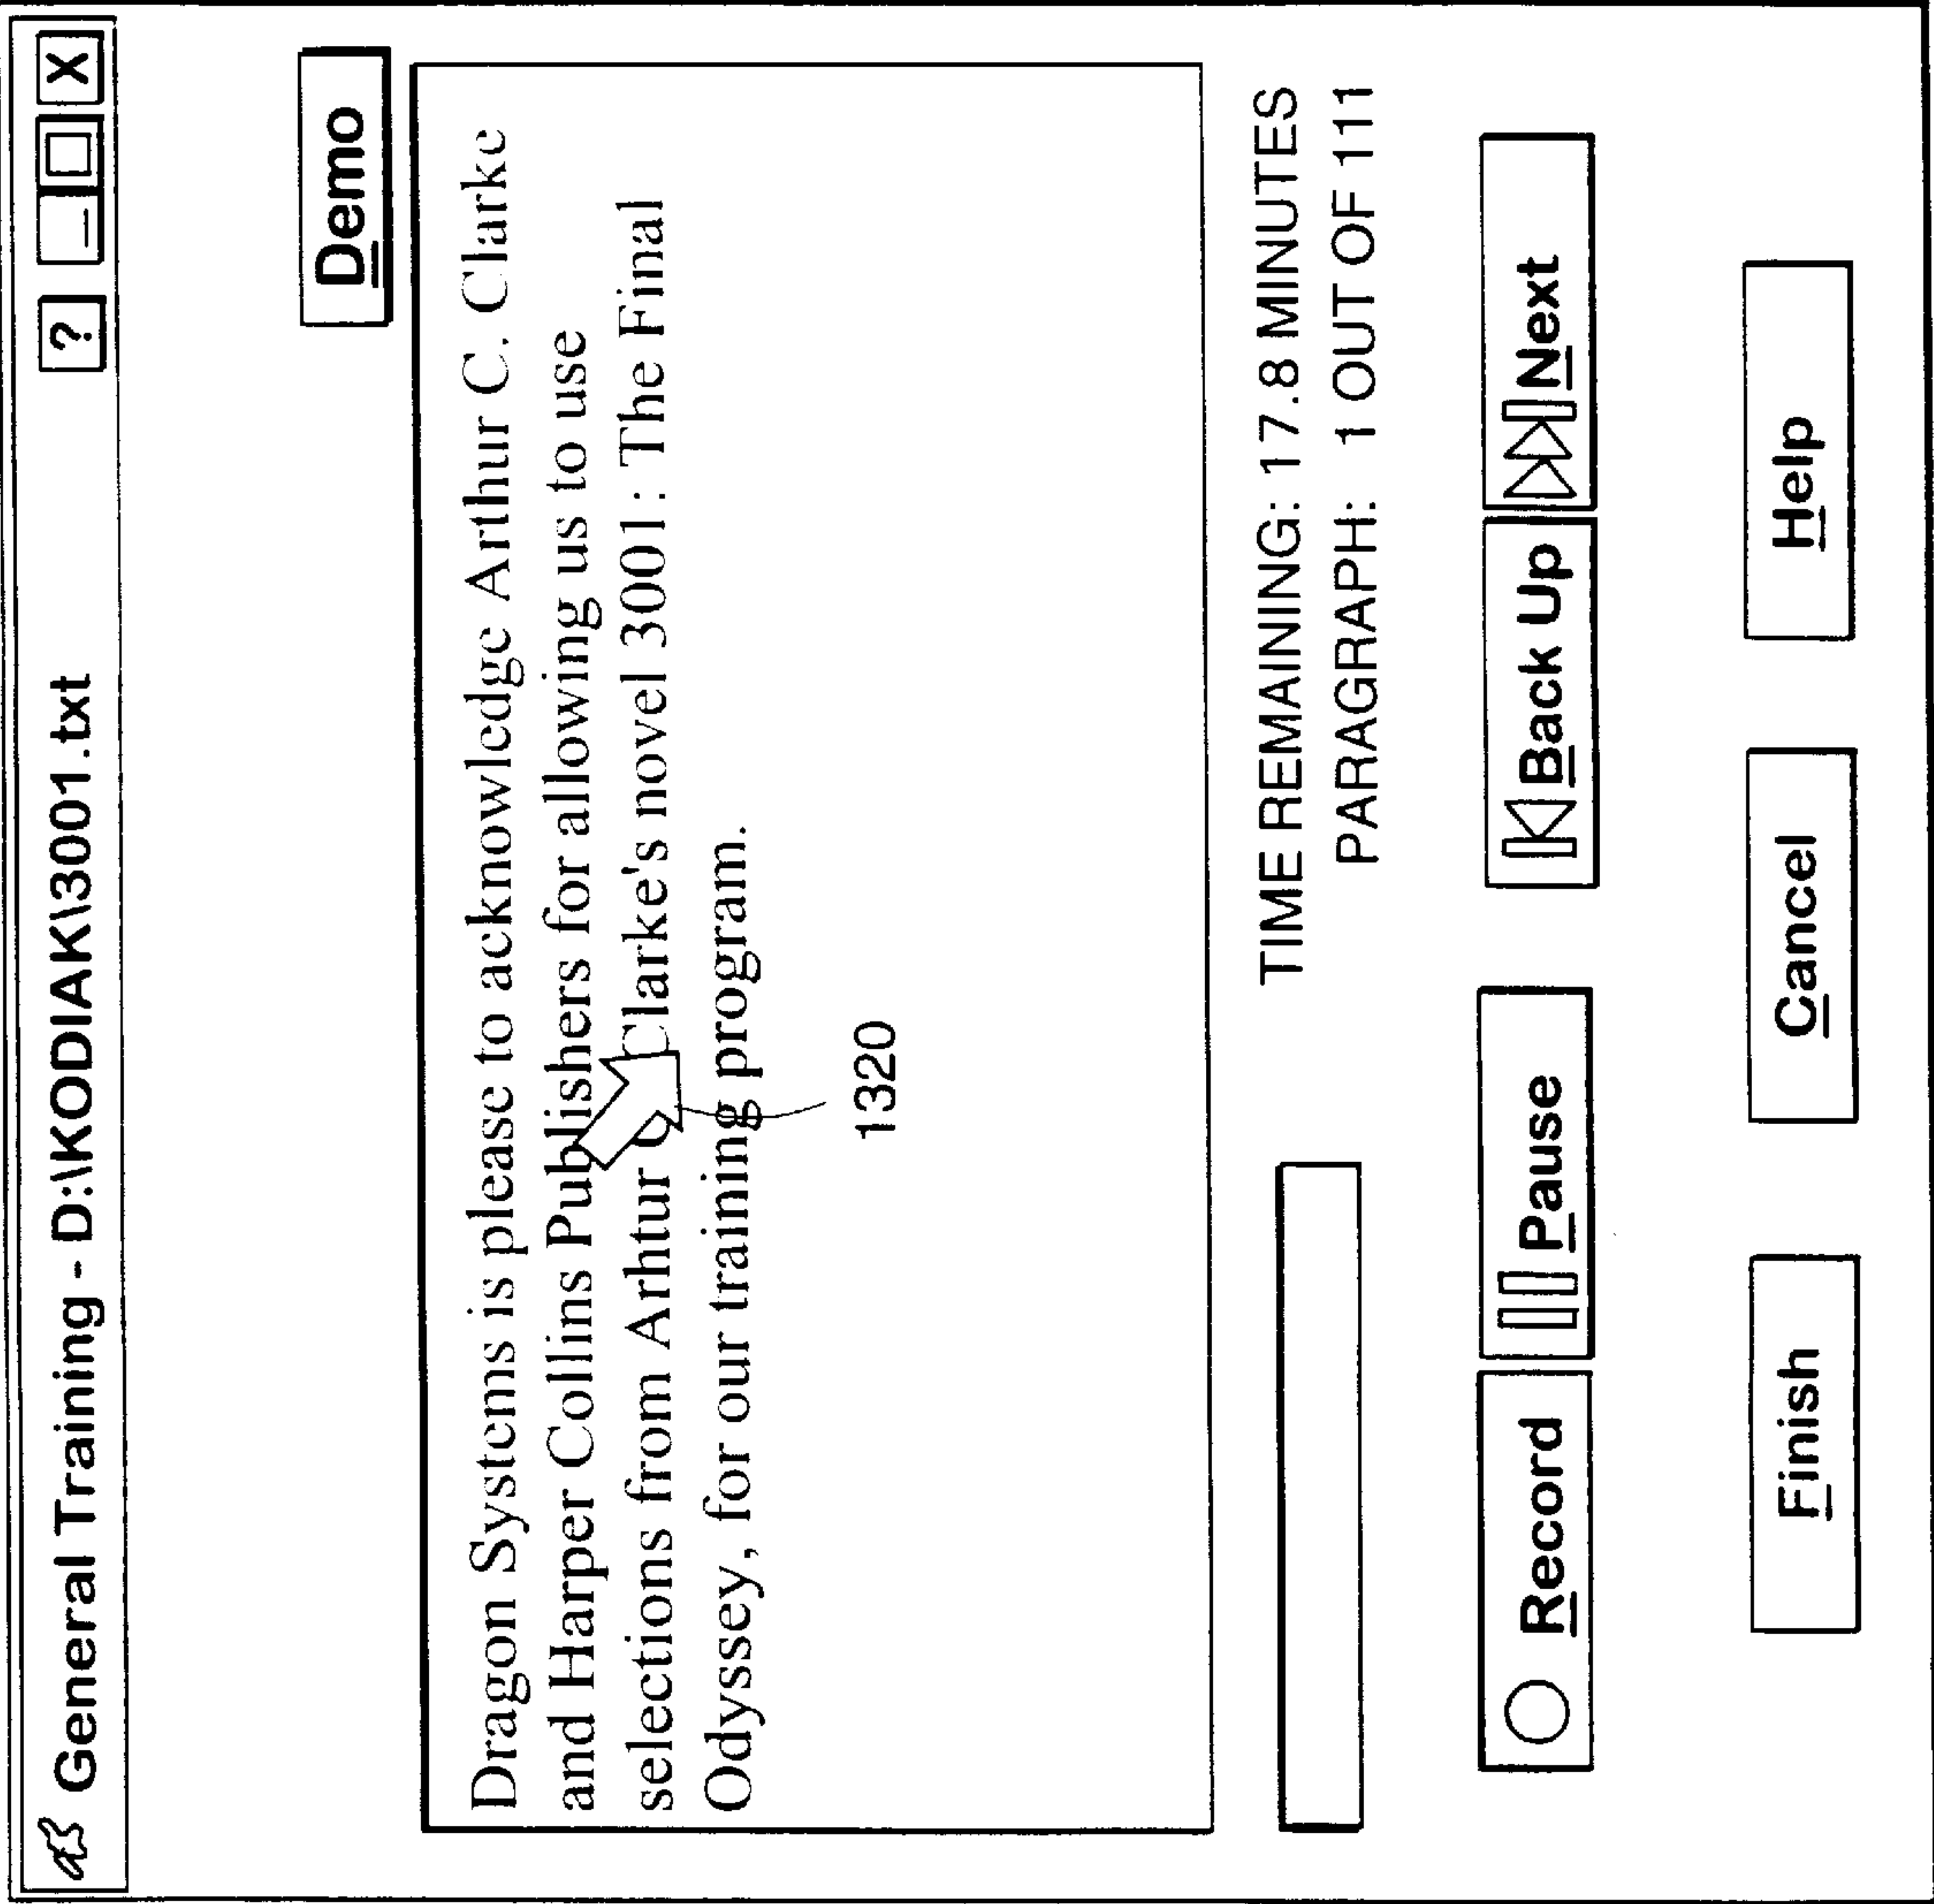 General Training - D:\KODIAK\3001.txt ? _ X
Demo
Dragon Systems is please to acknowledge Arthur C. Clarke
and Harper Collins Publishers for allowing us to use
selections from Arhtur C Clarke's novel 3001: The Final
Odyssey, for our training program.
1320
TIME REMAINING: 17.8 MINUTES
PARAGRAPH: 1 OUT OF 111
Record Pause Back Up Next
Finish Cancel Help